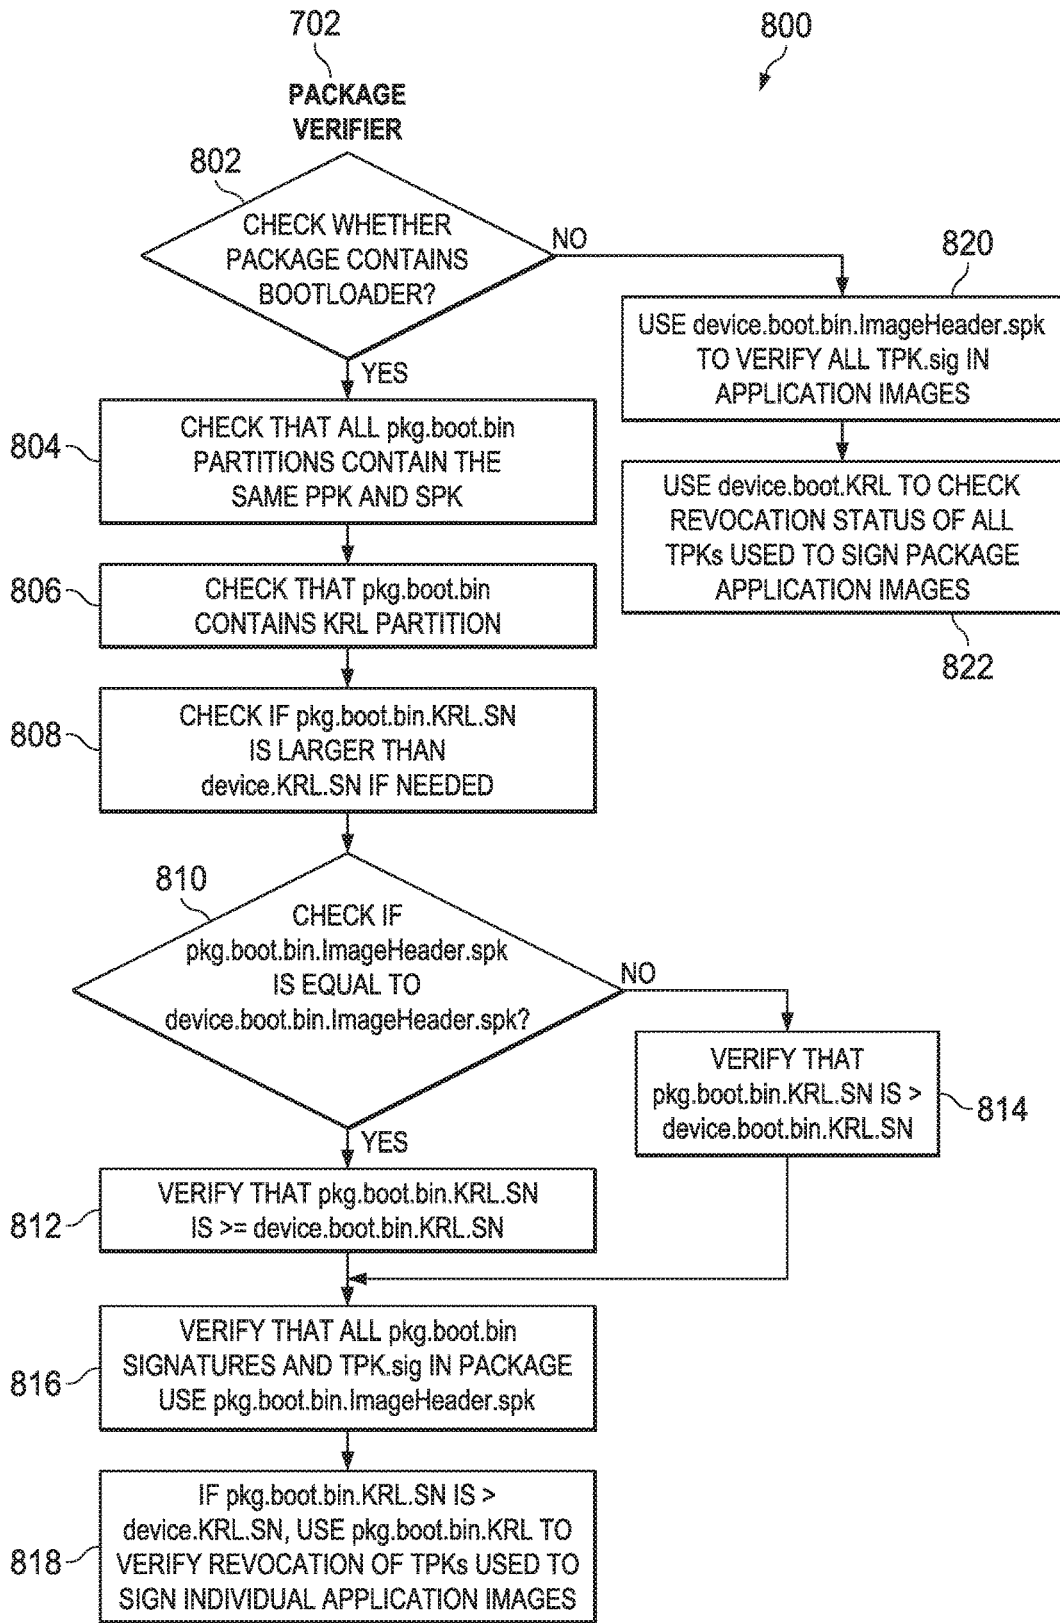 702
800
PACKAGE
VERIFIER
802
CHECK WHETHER
PACKAGE CONTAINS
BOOTLOADER?
NO
YES
820
USE device.boot.bin.ImageHeader.spk
TO VERIFY ALL TPK.sig IN
APPLICATION IMAGES
804
CHECK THAT ALL pkg.boot.bin
PARTITIONS CONTAIN THE
SAME PPK AND SPK
USE device.boot.KRL TO CHECK
REVOCATION STATUS OF ALL
TPKs USED TO SIGN PACKAGE
APPLICATION IMAGES
822
806
CHECK THAT pkg.boot.bin
CONTAINS KRL PARTITION
808
CHECK IF pkg.boot.bin.KRL.SN
IS LARGER THAN
device.KRL.SN IF NEEDED
810
CHECK IF
pkg.boot.bin.ImageHeader.spk
IS EQUAL TO
device.boot.bin.ImageHeader.spk?
NO
YES
VERIFY THAT
pkg.boot.bin.KRL.SN IS >
device.boot.bin.KRL.SN
814
812
VERIFY THAT pkg.boot.bin.KRL.SN
IS >= device.boot.bin.KRL.SN
816
VERIFY THAT ALL pkg.boot.bin
SIGNATURES AND TPK.sig IN PACKAGE
USE pkg.boot.bin.ImageHeader.spk
818
IF pkg.boot.bin.KRL.SN IS >
device.KRL.SN, USE pkg.boot.bin.KRL TO
VERIFY REVOCATION OF TPKs USED TO
SIGN INDIVIDUAL APPLICATION IMAGES